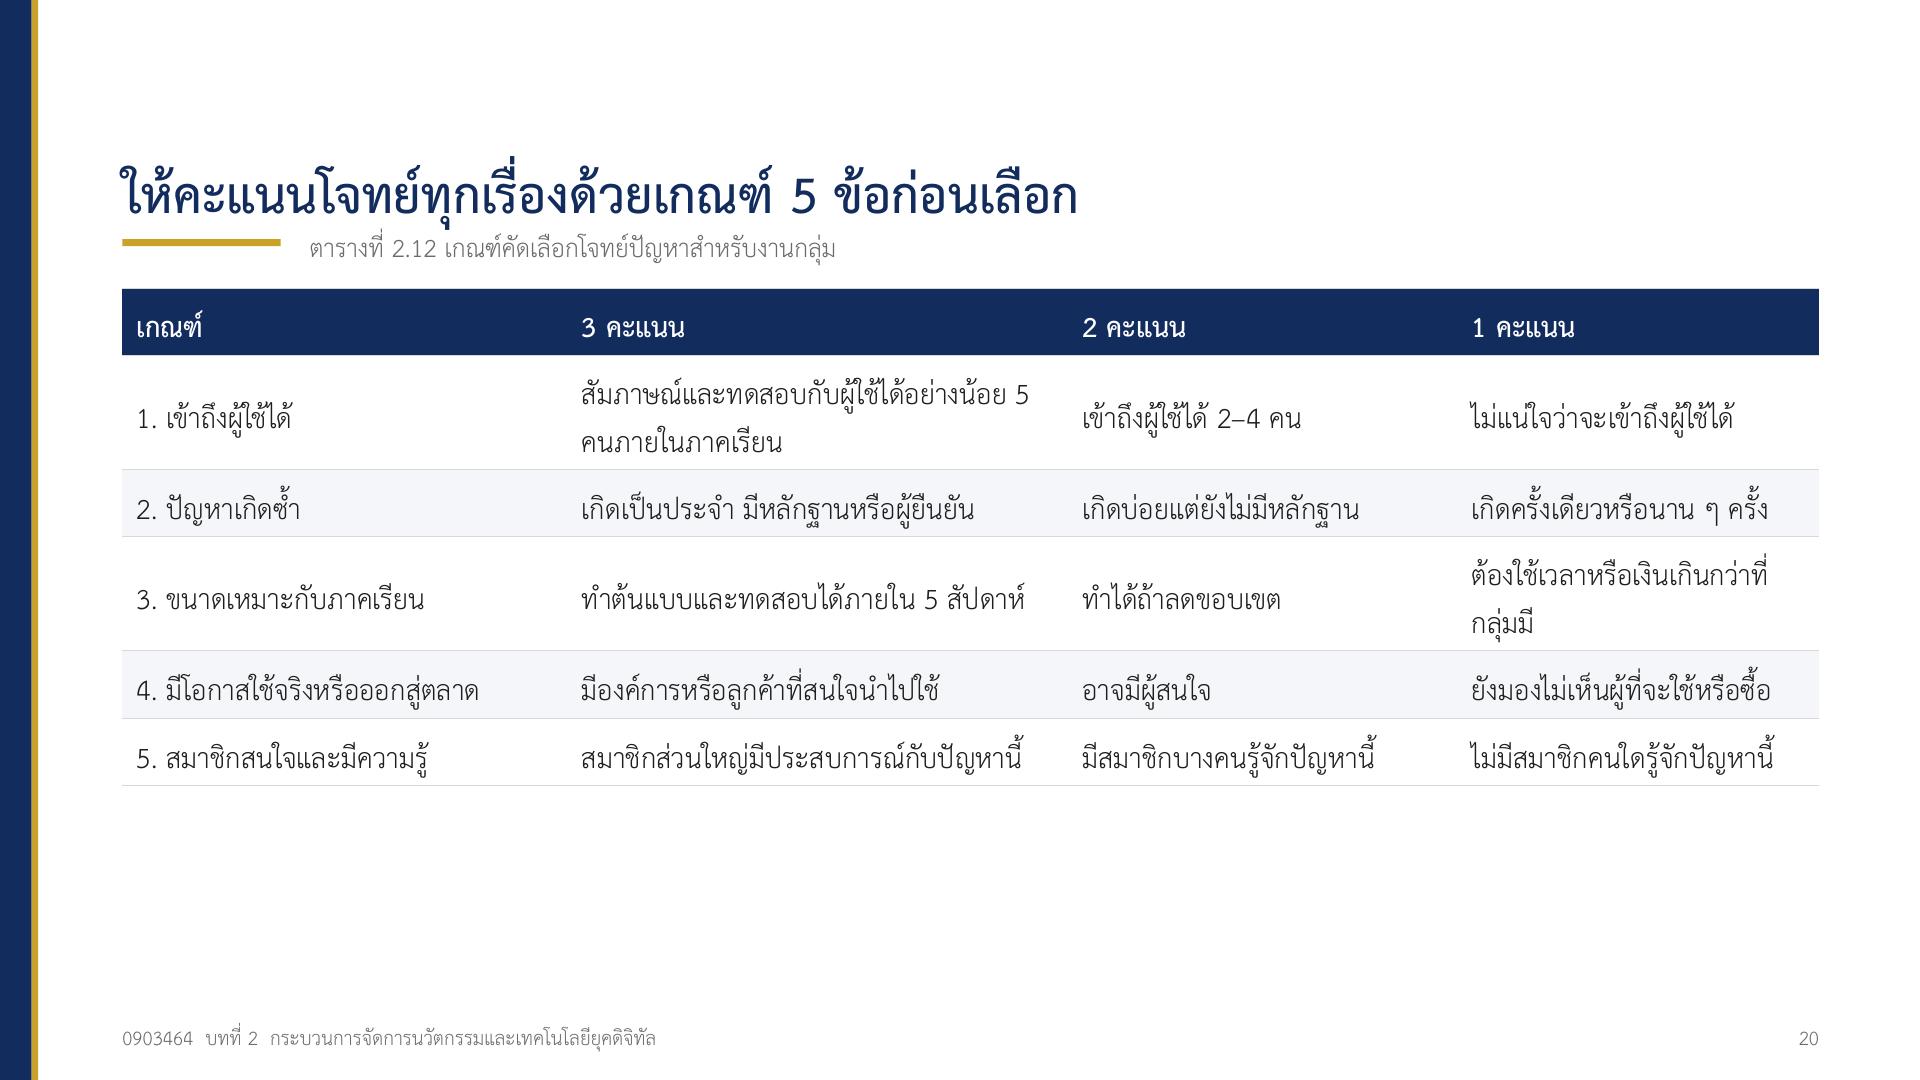 ให้คะแนนโจทย์ทุกเรื่องด้วยเกณฑ์ 5 ข้อก่อนเลือก
ตารางที่ 2.12 เกณฑ์คัดเลือกโจทย์ปัญหาสำหรับงานกลุ่ม
เกณฑ์ 3 คะแนน 2 คะแนน 1 คะแนน
1. เข้าถึงผู้ใช้ได้
สัมภาษณ์และทดสอบกับผู้ใช้ได้อย่างน้อย 5
คนภายในภาคเรียน
เข้าถึงผู้ใช้ได้ 2–4 คน
ไม่แน่ใจว่าจะเข้าถึงผู้ใช้ได้
2. ปัญหาเกิดซ้ำ
เกิดเป็นประจำ มีหลักฐานหรือผู้ยืนยัน
เกิดบ่อยแต่ยังไม่มีหลักฐาน
เกิดครั้งเดียวหรือนาน ๆ ครั้ง
3. ขนาดเหมาะกับภาคเรียน
ทำต้นแบบและทดสอบได้ภายใน 5 สัปดาห์
ทำได้ถ้าลดขอบเขต
ต้องใช้เวลาหรือเงินเกินกว่าที่
กลุ่มมี
4. มีโอกาสใช้จริงหรือออกสู่ตลาด
มีองค์การหรือลูกค้าที่สนใจนำไปใช้
อาจมีผู้สนใจ
ยังมองไม่เห็นผู้ที่จะใช้หรือซื้อ
5. สมาชิกสนใจและมีความรู้
สมาชิกส่วนใหญ่มีประสบการณ์กับปัญหานี้
มีสมาชิกบางคนรู้จักปัญหานี้
ไม่มีสมาชิกคนใดรู้จักปัญหานี้
0903464 บทที่ 2 กระบวนการจัดการนวัตกรรมและเทคโนโลยียุคดิจิทัล
20